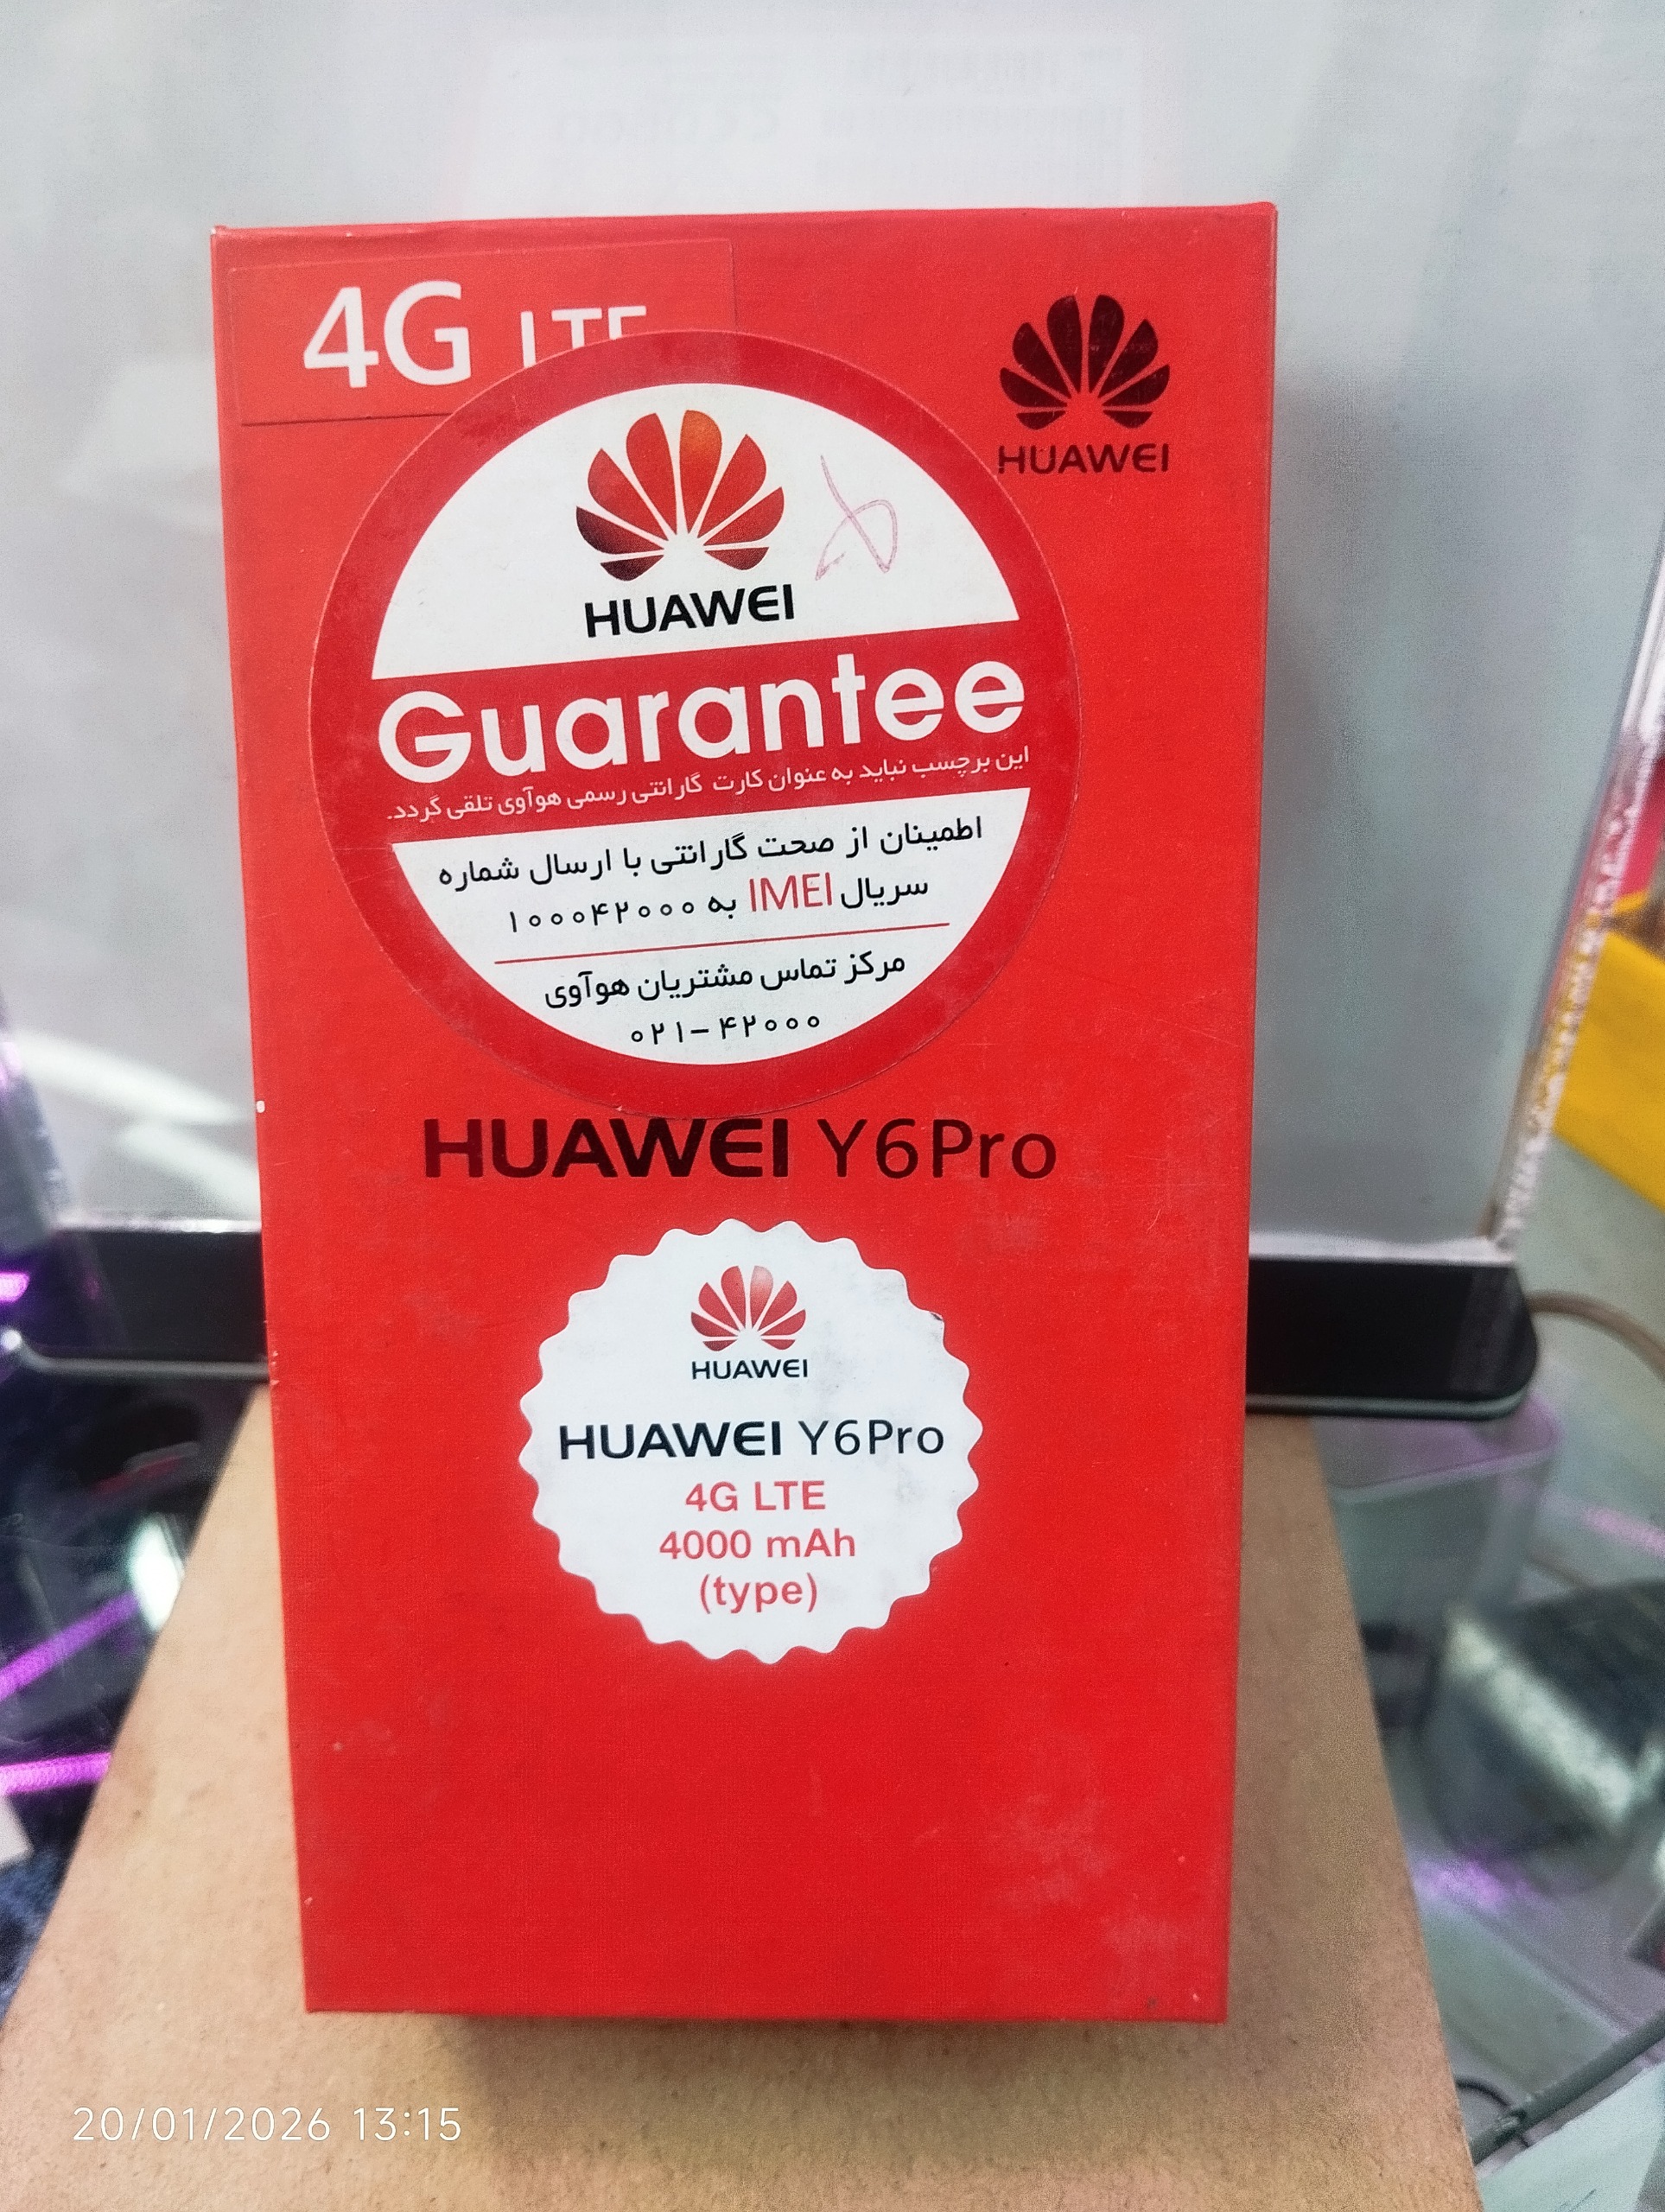 4G LTE
HUAWEI
HUAWEI
Guarantee
این برچسب نباید به عنوان کارت گارانتی رسمی هوآوی تلقی گردد.
اطمینان از صحت گارانتی با ارسال شماره
سریال IMEI به ۱۰۰۰۴۲۰۰۰
مرکز تماس مشتریان هوآوی
۰۲۱-۴۲۰۰۰
HUAWEI Y6Pro
HUAWEI
HUAWEI Y6Pro
4G LTE
4000 mAh
(type)
20/01/2026 13:15